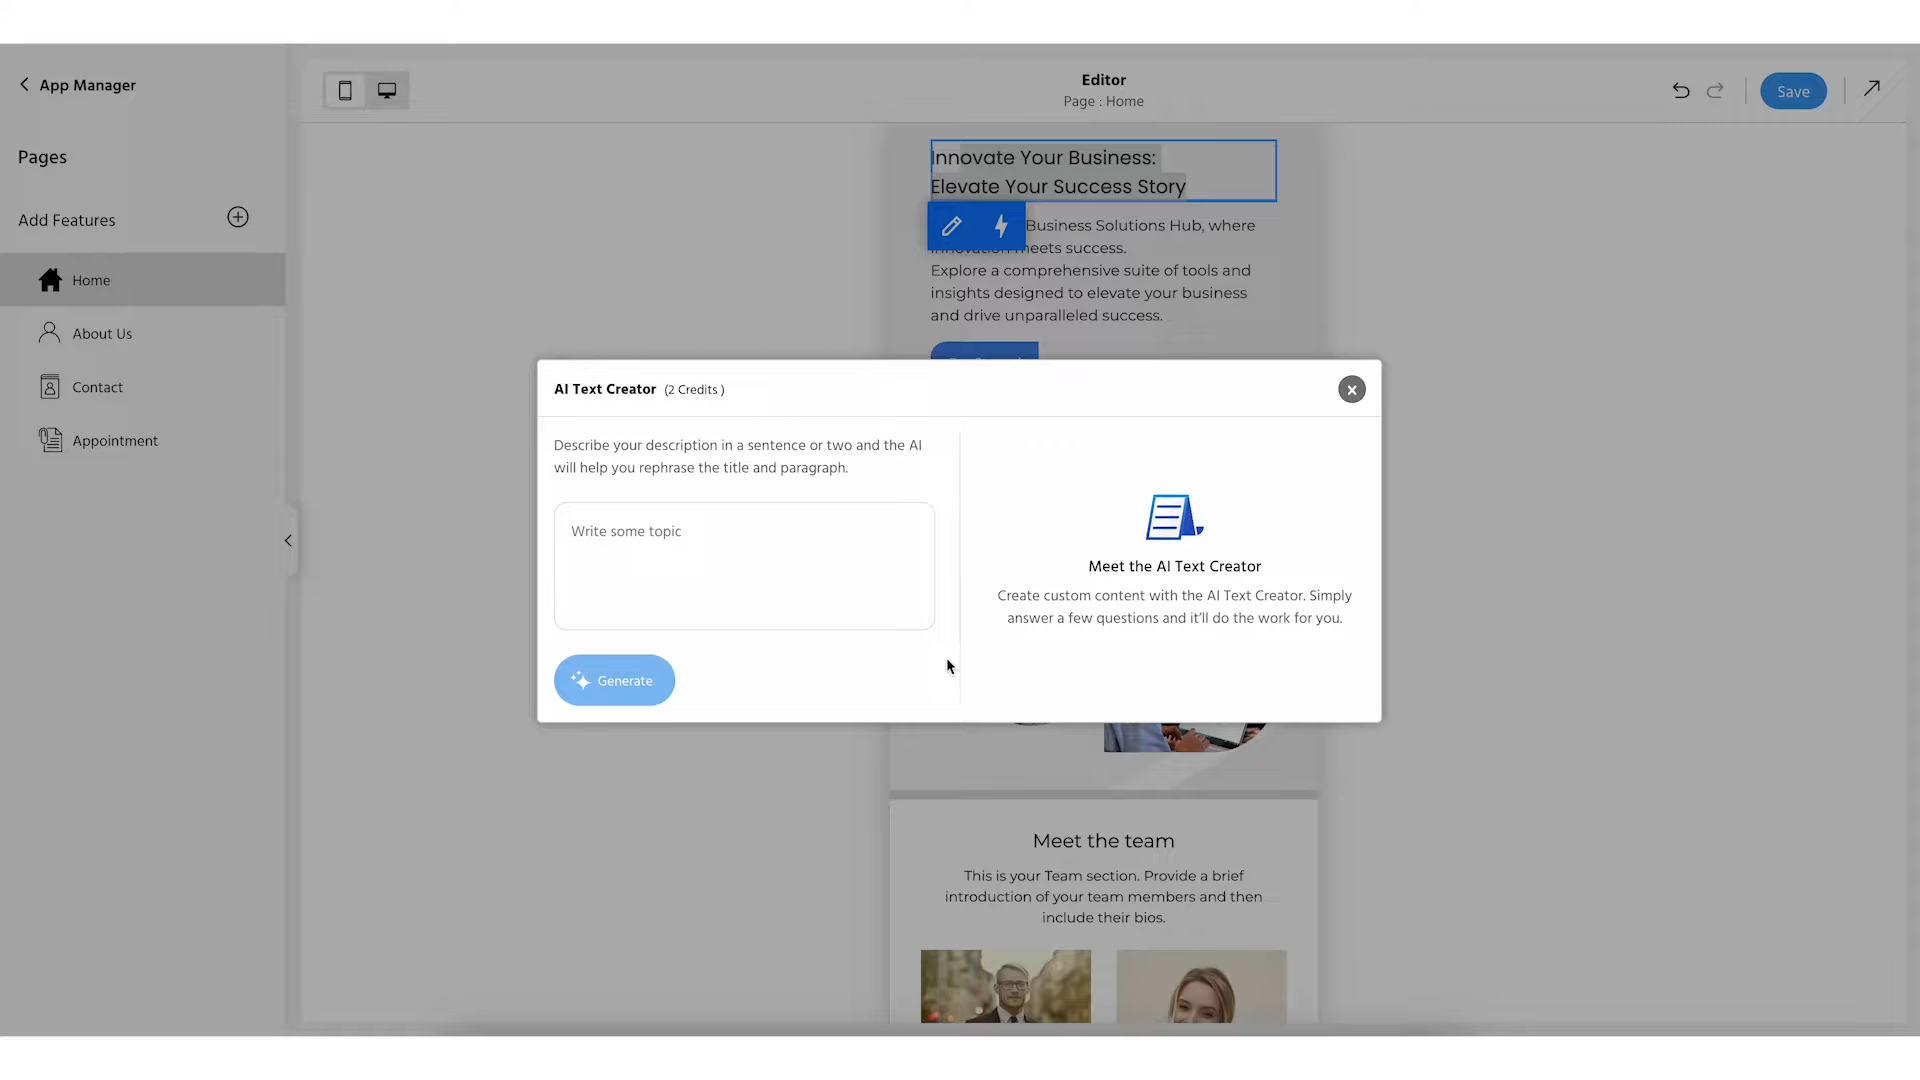 App Manager
Editor
Page : Home
Save
Pages
Add Features
Home
About Us
Contact
Appointment
Innovate Your Business:
Elevate Your Success Story
Business Solutions Hub, where
meets success.
Explore a comprehensive suite of tools and
insights designed to elevate your business
and drive unparalleled success.
AI Text Creator (2 Credits )
Describe your description in a sentence or two and the AI
will help you rephrase the title and paragraph.
Write some topic
Generate
Meet the AI Text Creator
Create custom content with the AI Text Creator. Simply
answer a few questions and it'll do the work for you.
Meet the team
This is your Team section. Provide a brief
introduction of your team members and then
include their bios.